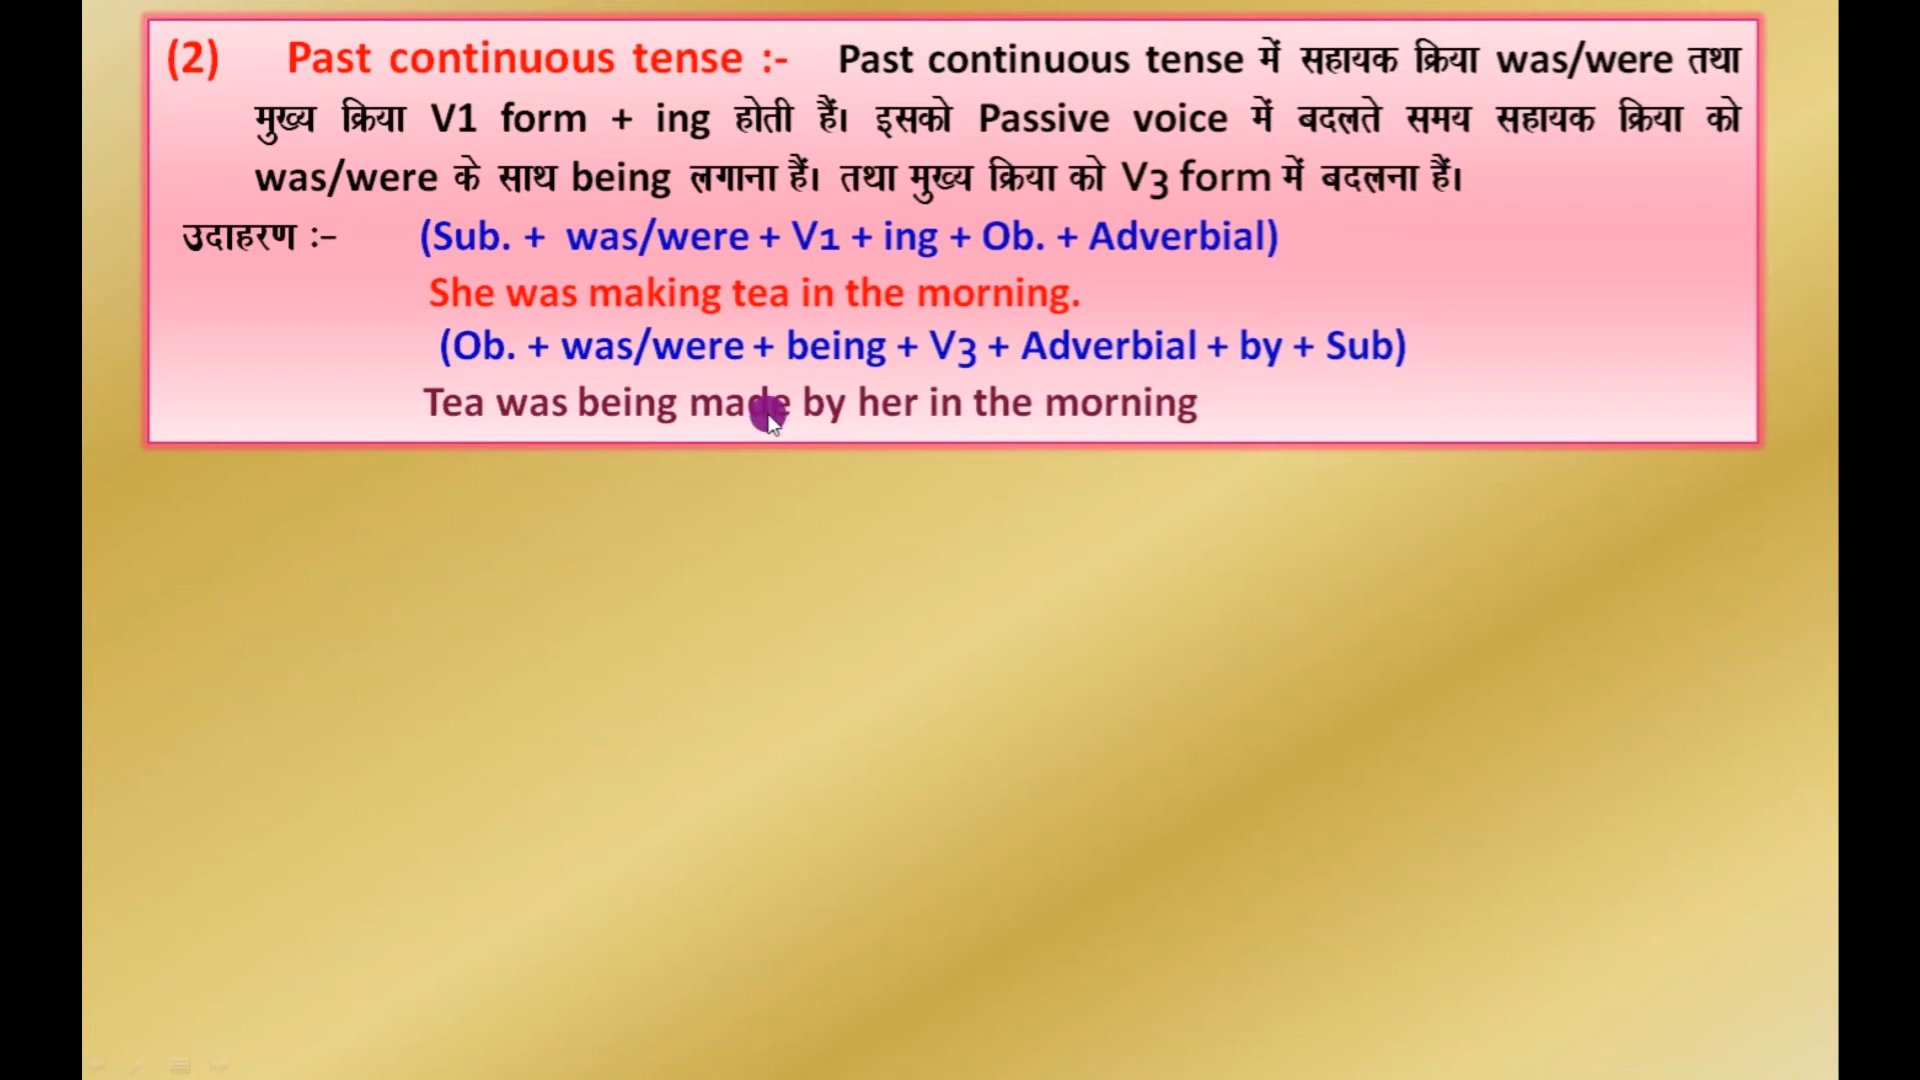 (2) Past continuous tense :- Past continuous tense में सहायक क्रिया was/were तथा
मुख्य क्रिया V1 form + ing होती हैं। इसको Passive voice में बदलते समय सहायक क्रिया को
was/were के साथ being लगाना हैं। तथा मुख्य क्रिया को V3 form में बदलना हैं।
उदाहरण :- (Sub. + was/were + V1 + ing + Ob. + Adverbial)
She was making tea in the morning.
(Ob. + was/were + being + V3 + Adverbial + by + Sub)
Tea was being made by her in the morning